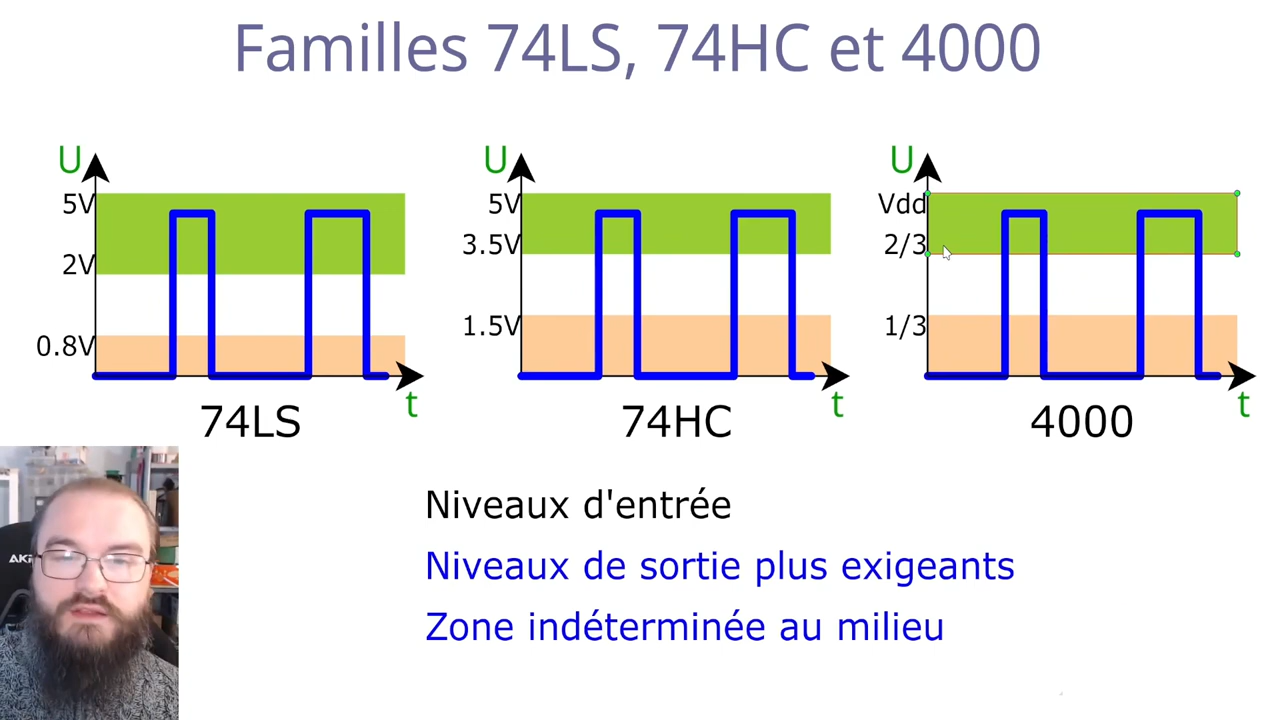 Familles 74LS, 74HC et 4000
U
5V
2V
0.8V
t
74LS
U
5V
3.5V
1.5V
t
74HC
U
Vdd
2/3
1/3
t
4000
Niveaux d'entrée
Niveaux de sortie plus exigeants
Zone indéterminée au milieu